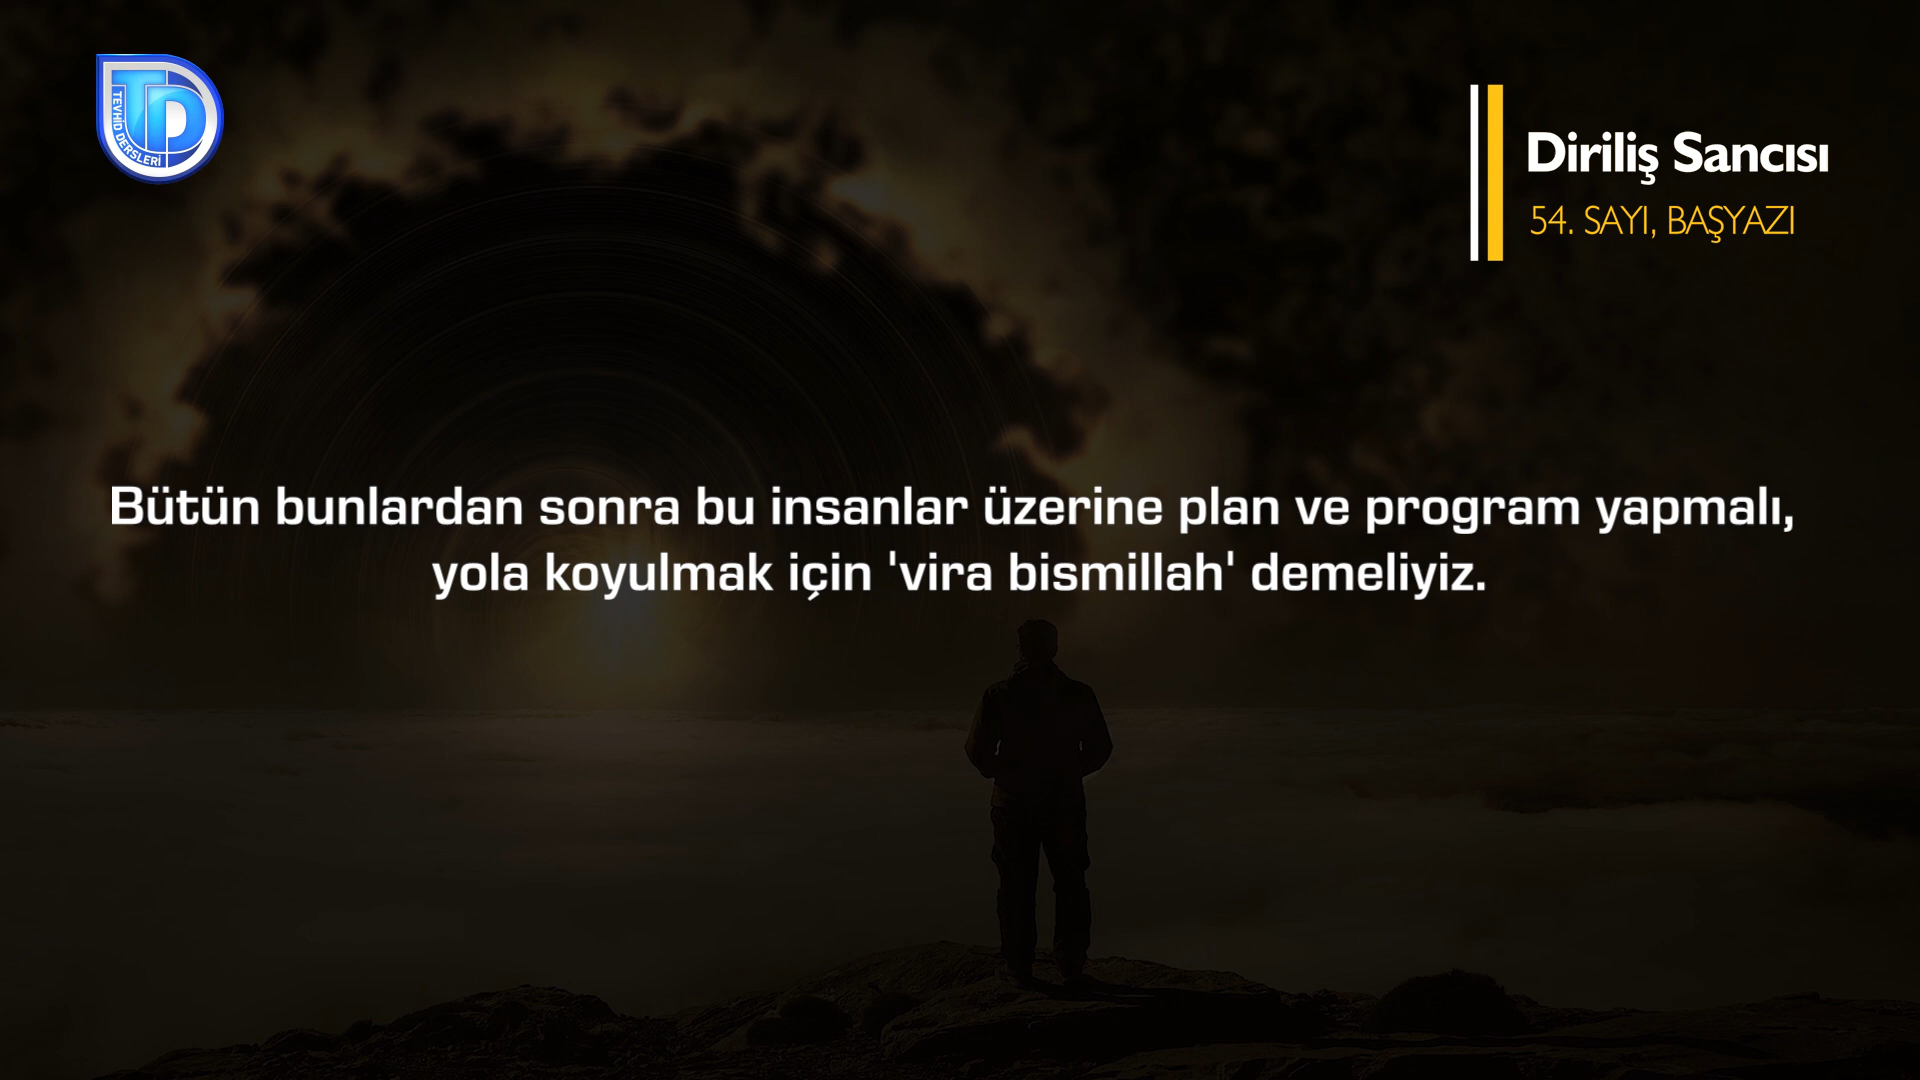 TD
TEVHİD DERSLERİ
Diriliş Sancısı
54. SAYI, BAŞYAZI
Bütün bunlardan sonra bu insanlar üzerine plan ve program yapmalı,
yola koyulmak için 'vira bismillah' demeliyiz.